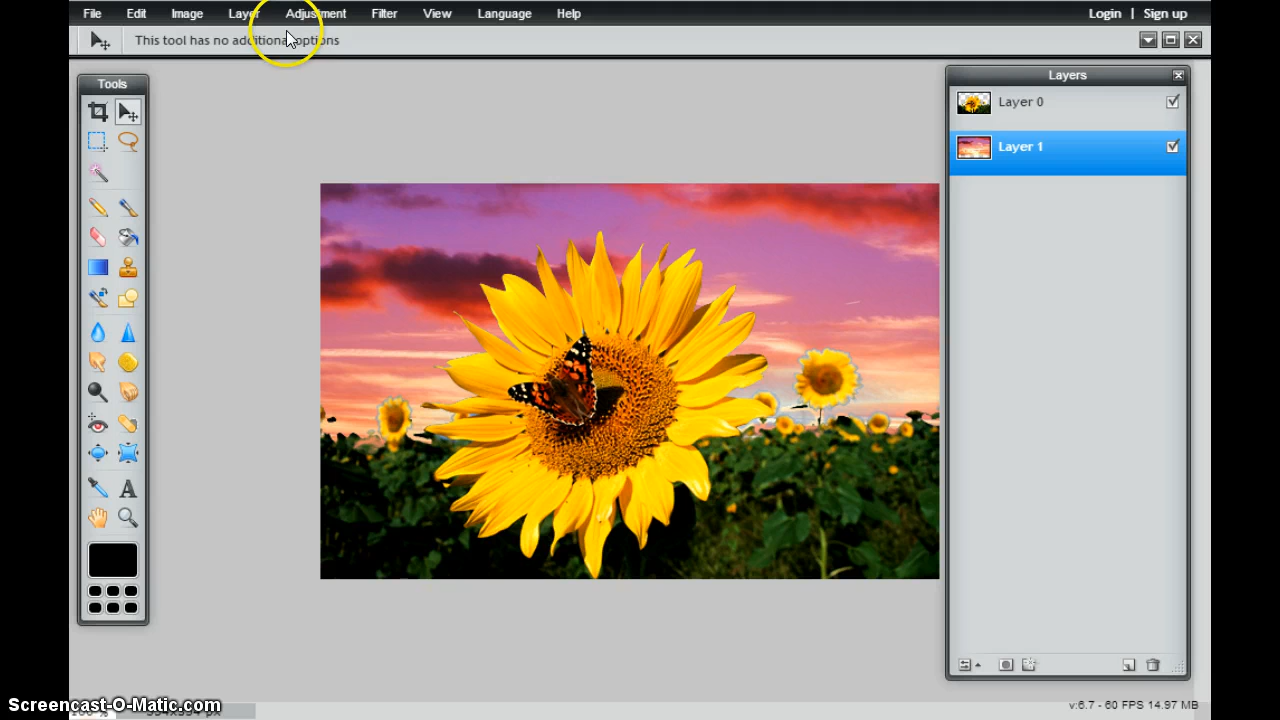 File Edit Image Layer Adjustment Filter View Language Help Login | Sign up
This tool has no additional options
Tools
Layers
Layer 0
Layer 1
A
v:6.7 - 60 FPS 14.97 MB
Screencast-O-Matic.com